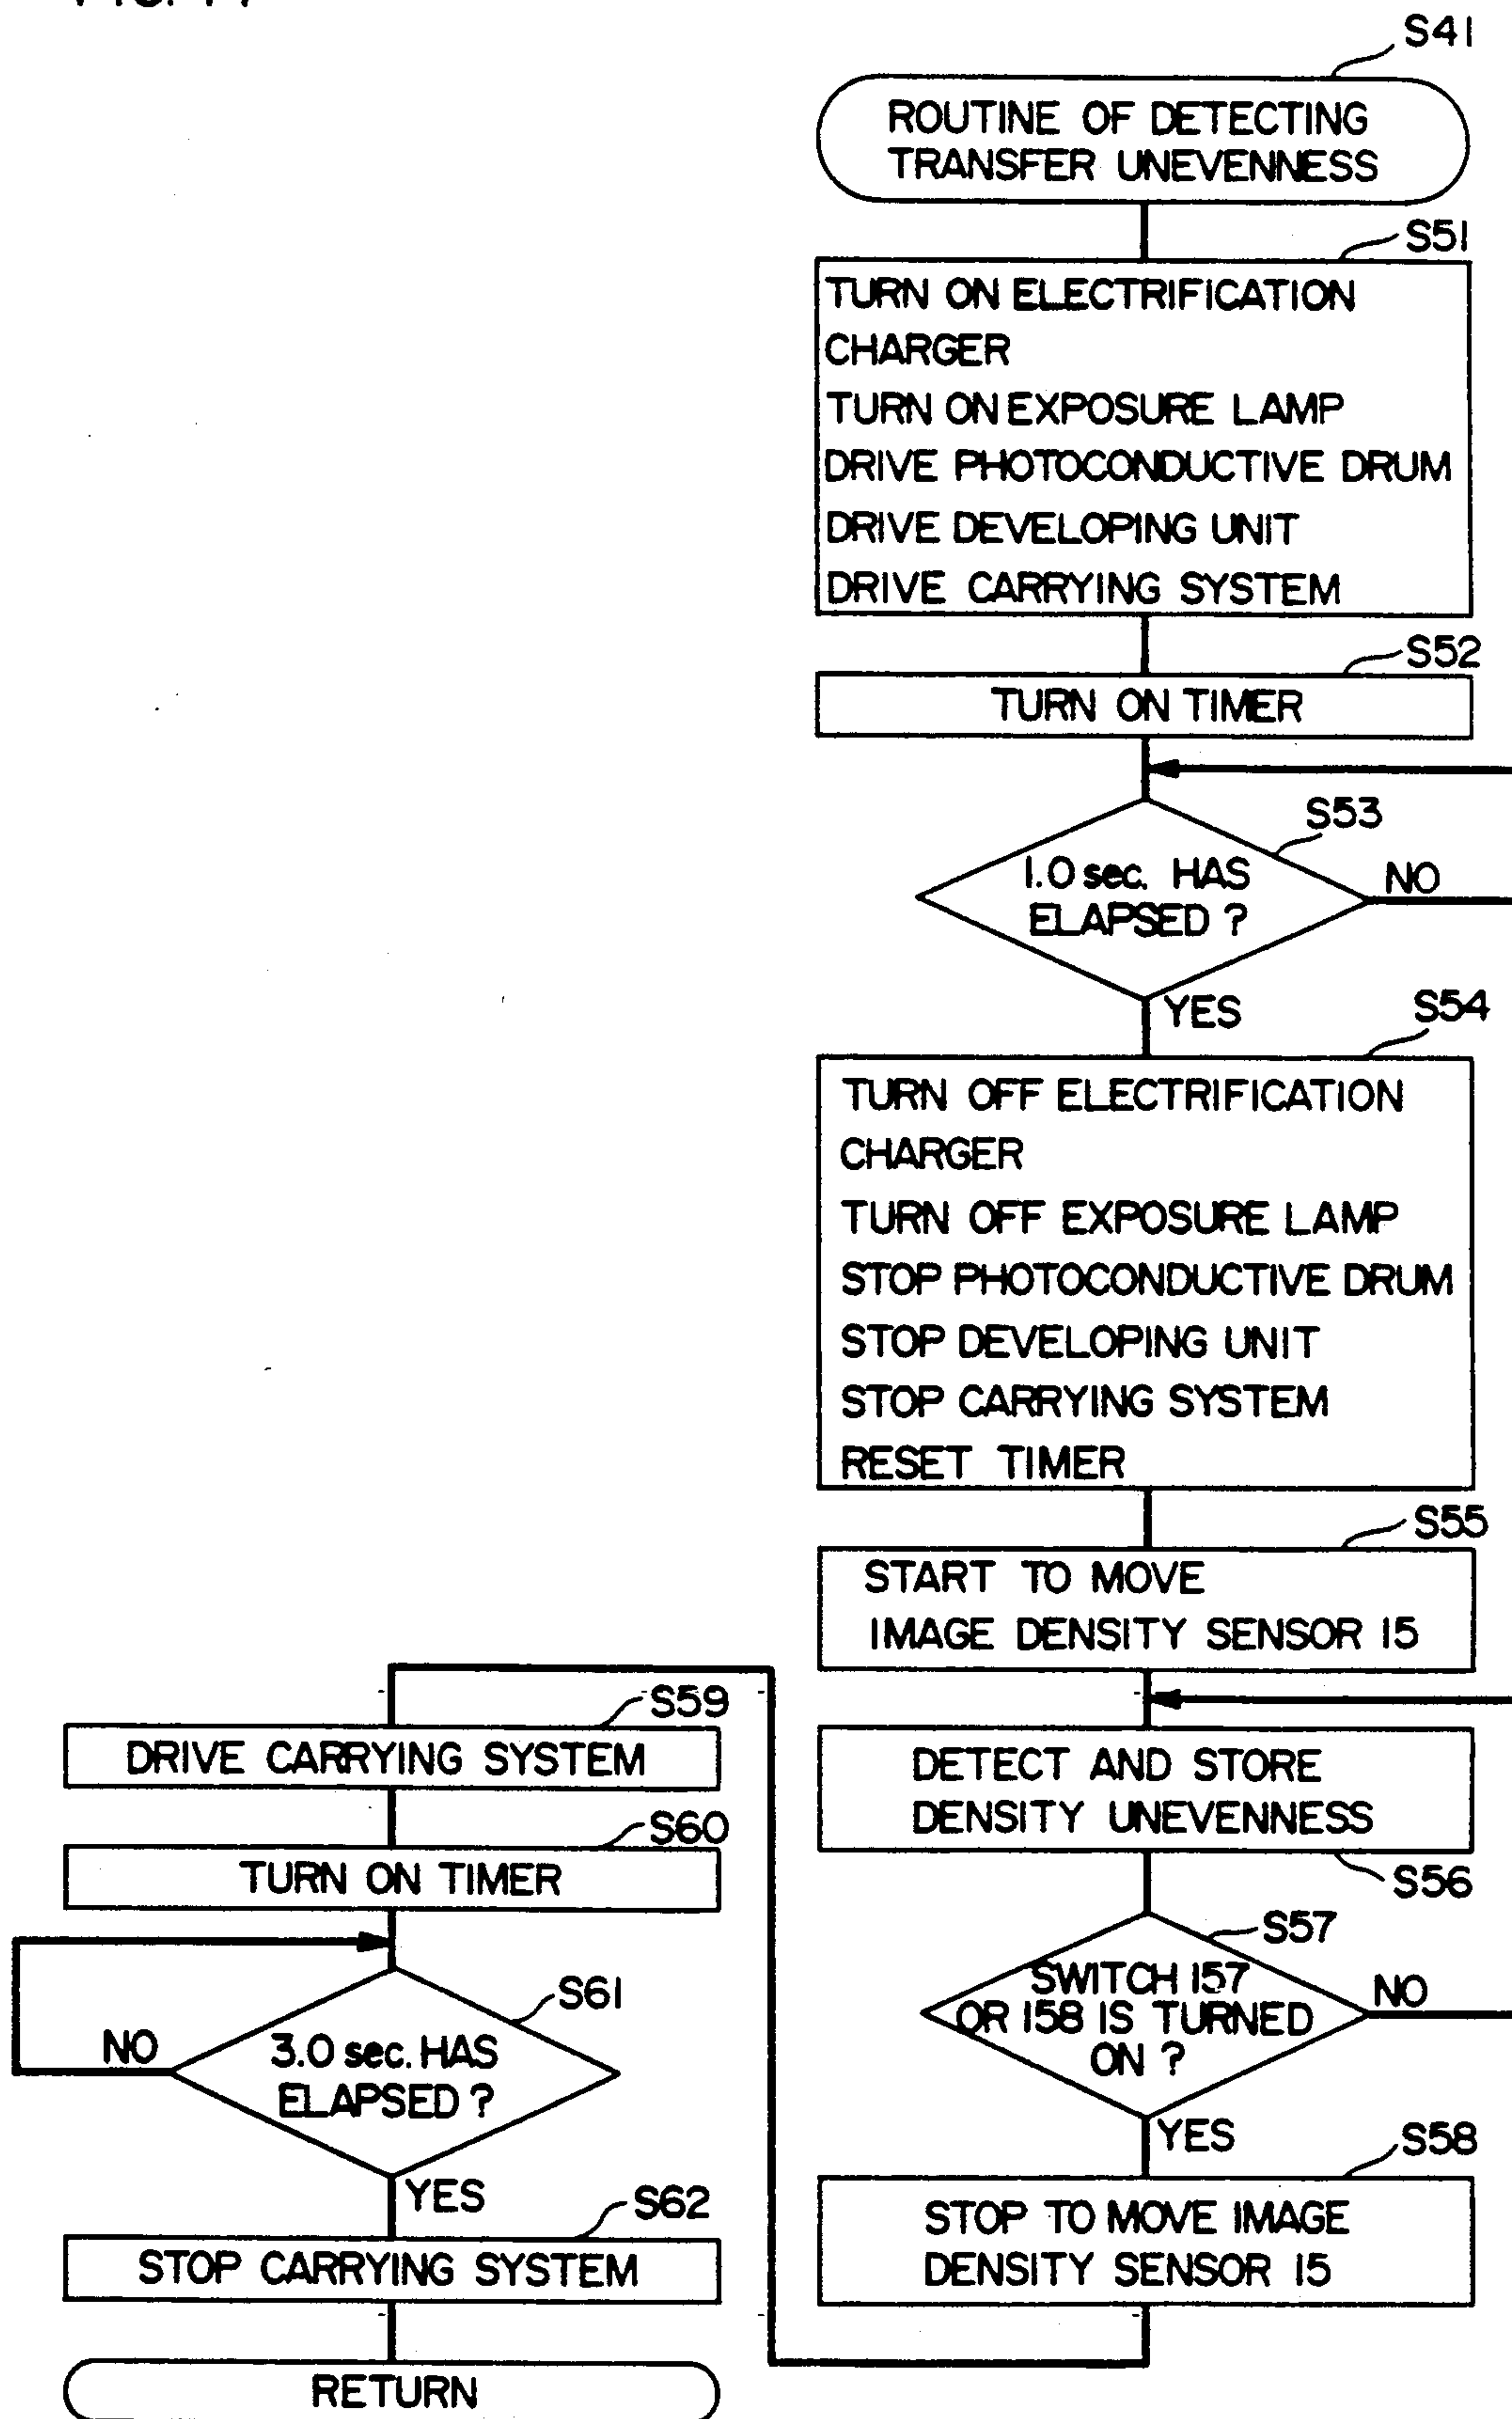 S41
ROUTINE OF DETECTING
TRANSFER UNEVENNESS
S51
TURN ON ELECTRIFICATION
CHARGER
TURN ON EXPOSURE LAMP
DRIVE PHOTOCONDUCTIVE DRUM
DRIVE DEVELOPING UNIT
DRIVE CARRYING SYSTEM
S52
TURN ON TIMER
S53
1.0 sec. HAS
ELAPSED ?
NO
YES
S54
TURN OFF ELECTRIFICATION
CHARGER
TURN OFF EXPOSURE LAMP
STOP PHOTOCONDUCTIVE DRUM
STOP DEVELOPING UNIT
STOP CARRYING SYSTEM
RESET TIMER
S55
START TO MOVE
IMAGE DENSITY SENSOR 15
DETECT AND STORE
DENSITY UNEVENNESS
S56
S57
SWITCH 157
OR 158 IS TURNED
ON ?
NO
YES
S58
STOP TO MOVE IMAGE
DENSITY SENSOR 15
S59
DRIVE CARRYING SYSTEM
S60
TURN ON TIMER
S61
3.0 sec. HAS
ELAPSED ?
NO
YES
S62
STOP CARRYING SYSTEM
RETURN